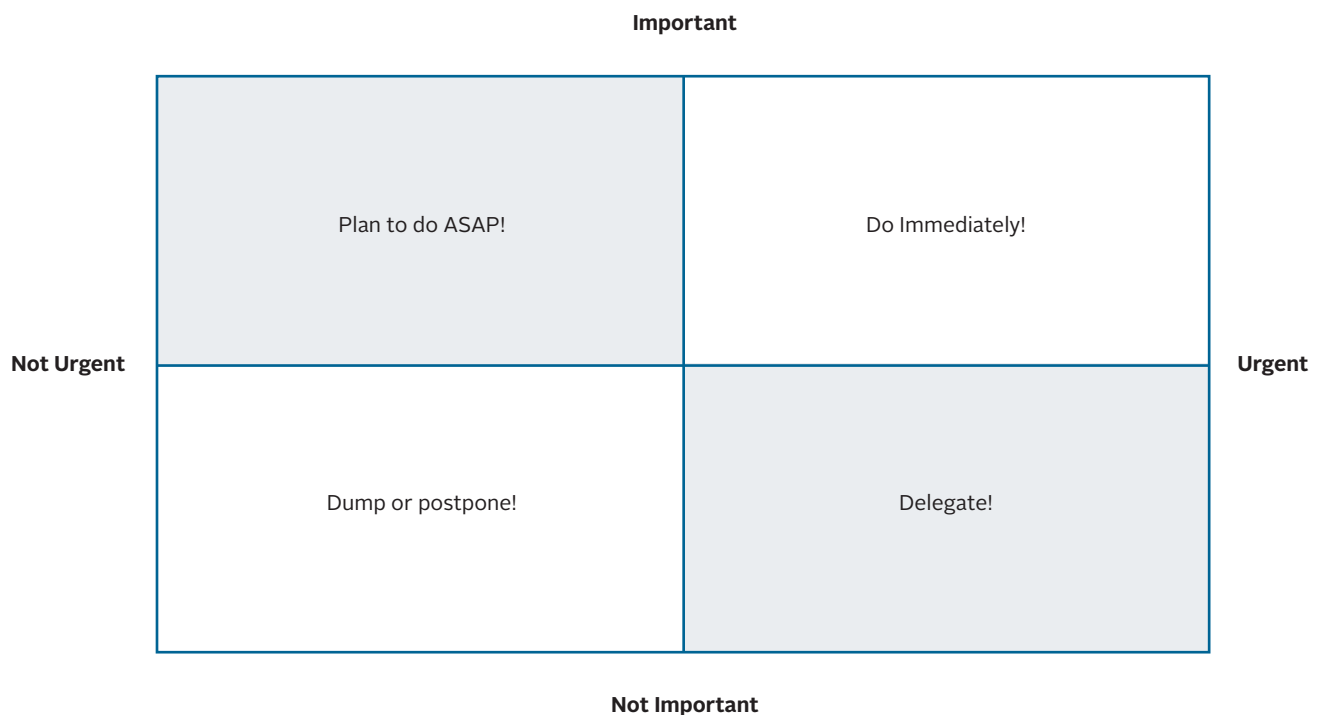 Important
Plan to do ASAP!
Do Immediately!
Not Urgent
Urgent
Dump or postpone!
Delegate!
Not Important